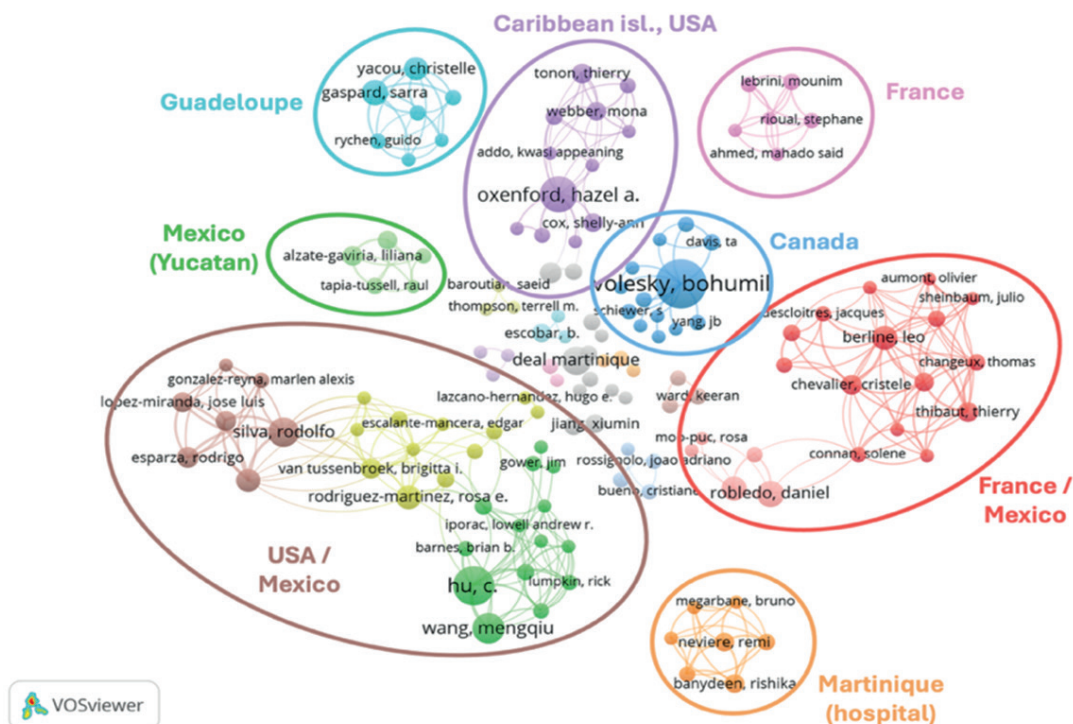 Caribbean isl., USA
yacou, christelle
gaspard, sarra
rychen, guido
Guadeloupe
tonon, thierry
webber, mona
addo, kwasi appeaning
oxenford, hazel a.
cox, shelly-ann
lebrini, mounim
rioual, stephane
ahmed, mahado said
France
Mexico
(Yucatan)
alzate-gaviria, liliana
tapia-tussell, raul
davis, ta
volesky, bohumil
schiewer, s
yang, jb
Canada
baroutian, saeid
thompson, terrell m.
escobar, b.
deal martinique
lazcano-hernandez, hugo e.
jiang, xiumin
ward, keeran
rossignolo, joao adriano
bueno, cristiane
aumont, olivier
sheinbaum, julio
descloitres, jacques
berline, leo
changeux, thomas
chevalier, cristele
thibaut, thierry
moo-puc, rosa
connan, solene
robledo, daniel
France /
Mexico
gonzalez-reyna, marlen alexis
lopez-miranda, jose luis
silva, rodolfo
esparza, rodrigo
escalante-mancera, edgar
van tussenbroek, brigitta i.
rodriguez-martinez, rosa e.
gower, jim
iporac, lowell andrew r.
barnes, brian b.
hu, c.
lumpkin, rick
wang, mengqiu
USA /
Mexico
megarbane, bruno
neviere, remi
banydeen, rishika
Martinique
(hospital)
VOSviewer